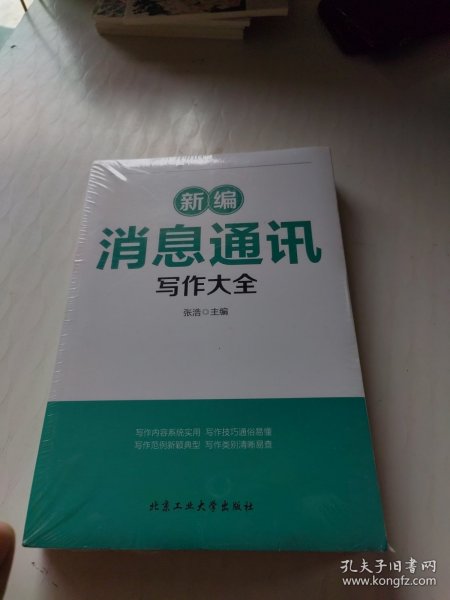 新编
消息通讯
写作大全
张浩◎主编
写作内容系统实用 写作技巧通俗易懂
写作范例新颖典型 写作类别清晰易查
北京工业大学出版社
孔夫子旧书网
www.kongfz.com